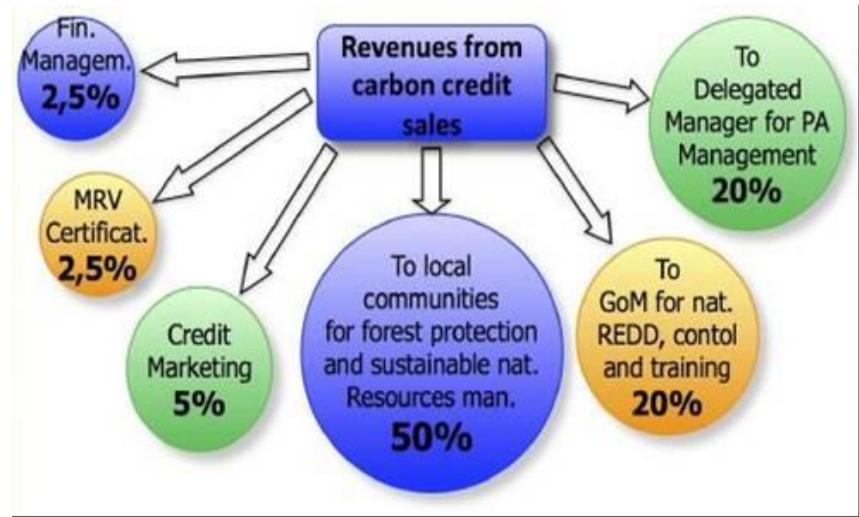 Revenues from
carbon credit
sales
Fin.
Managem.
2,5%
MRV
Certificat.
2,5%
Credit
Marketing
5%
To local
communities
for forest protection
and sustainable nat.
Resources man.
50%
To
GoM for nat.
REDD, contol
and training
20%
To
Delegated
Manager for PA
Management
20%